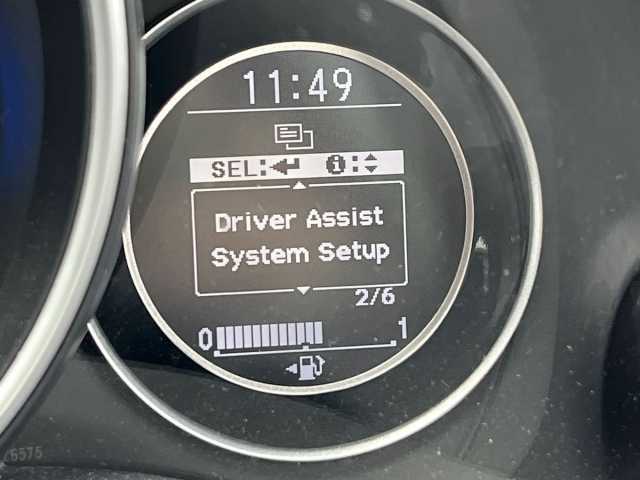 11:49
SEL: i:
Driver Assist
System Setup
2/6
0 1